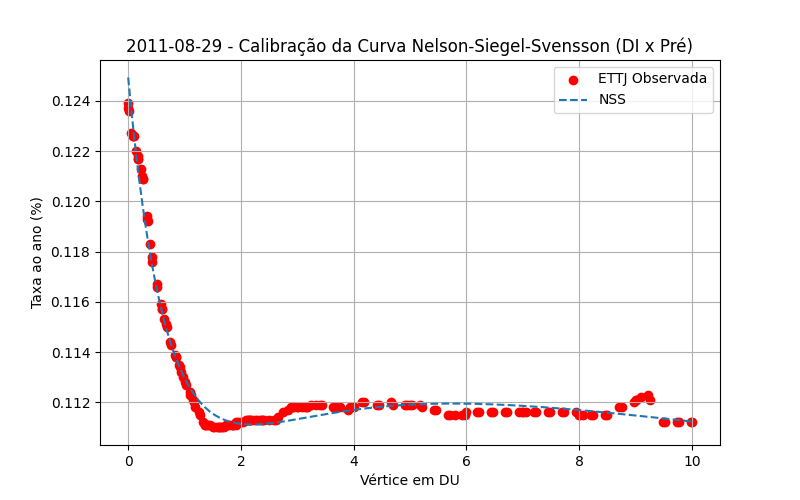 2011-08-29 - Calibração da Curva Nelson-Siegel-Svensson (DI x Pré)
ETTJ Observada
NSS
Taxa ao ano (%)
0.124
0.122
0.120
0.118
0.116
0.114
0.112
0 2 4 6 8 10
Vértice em DU